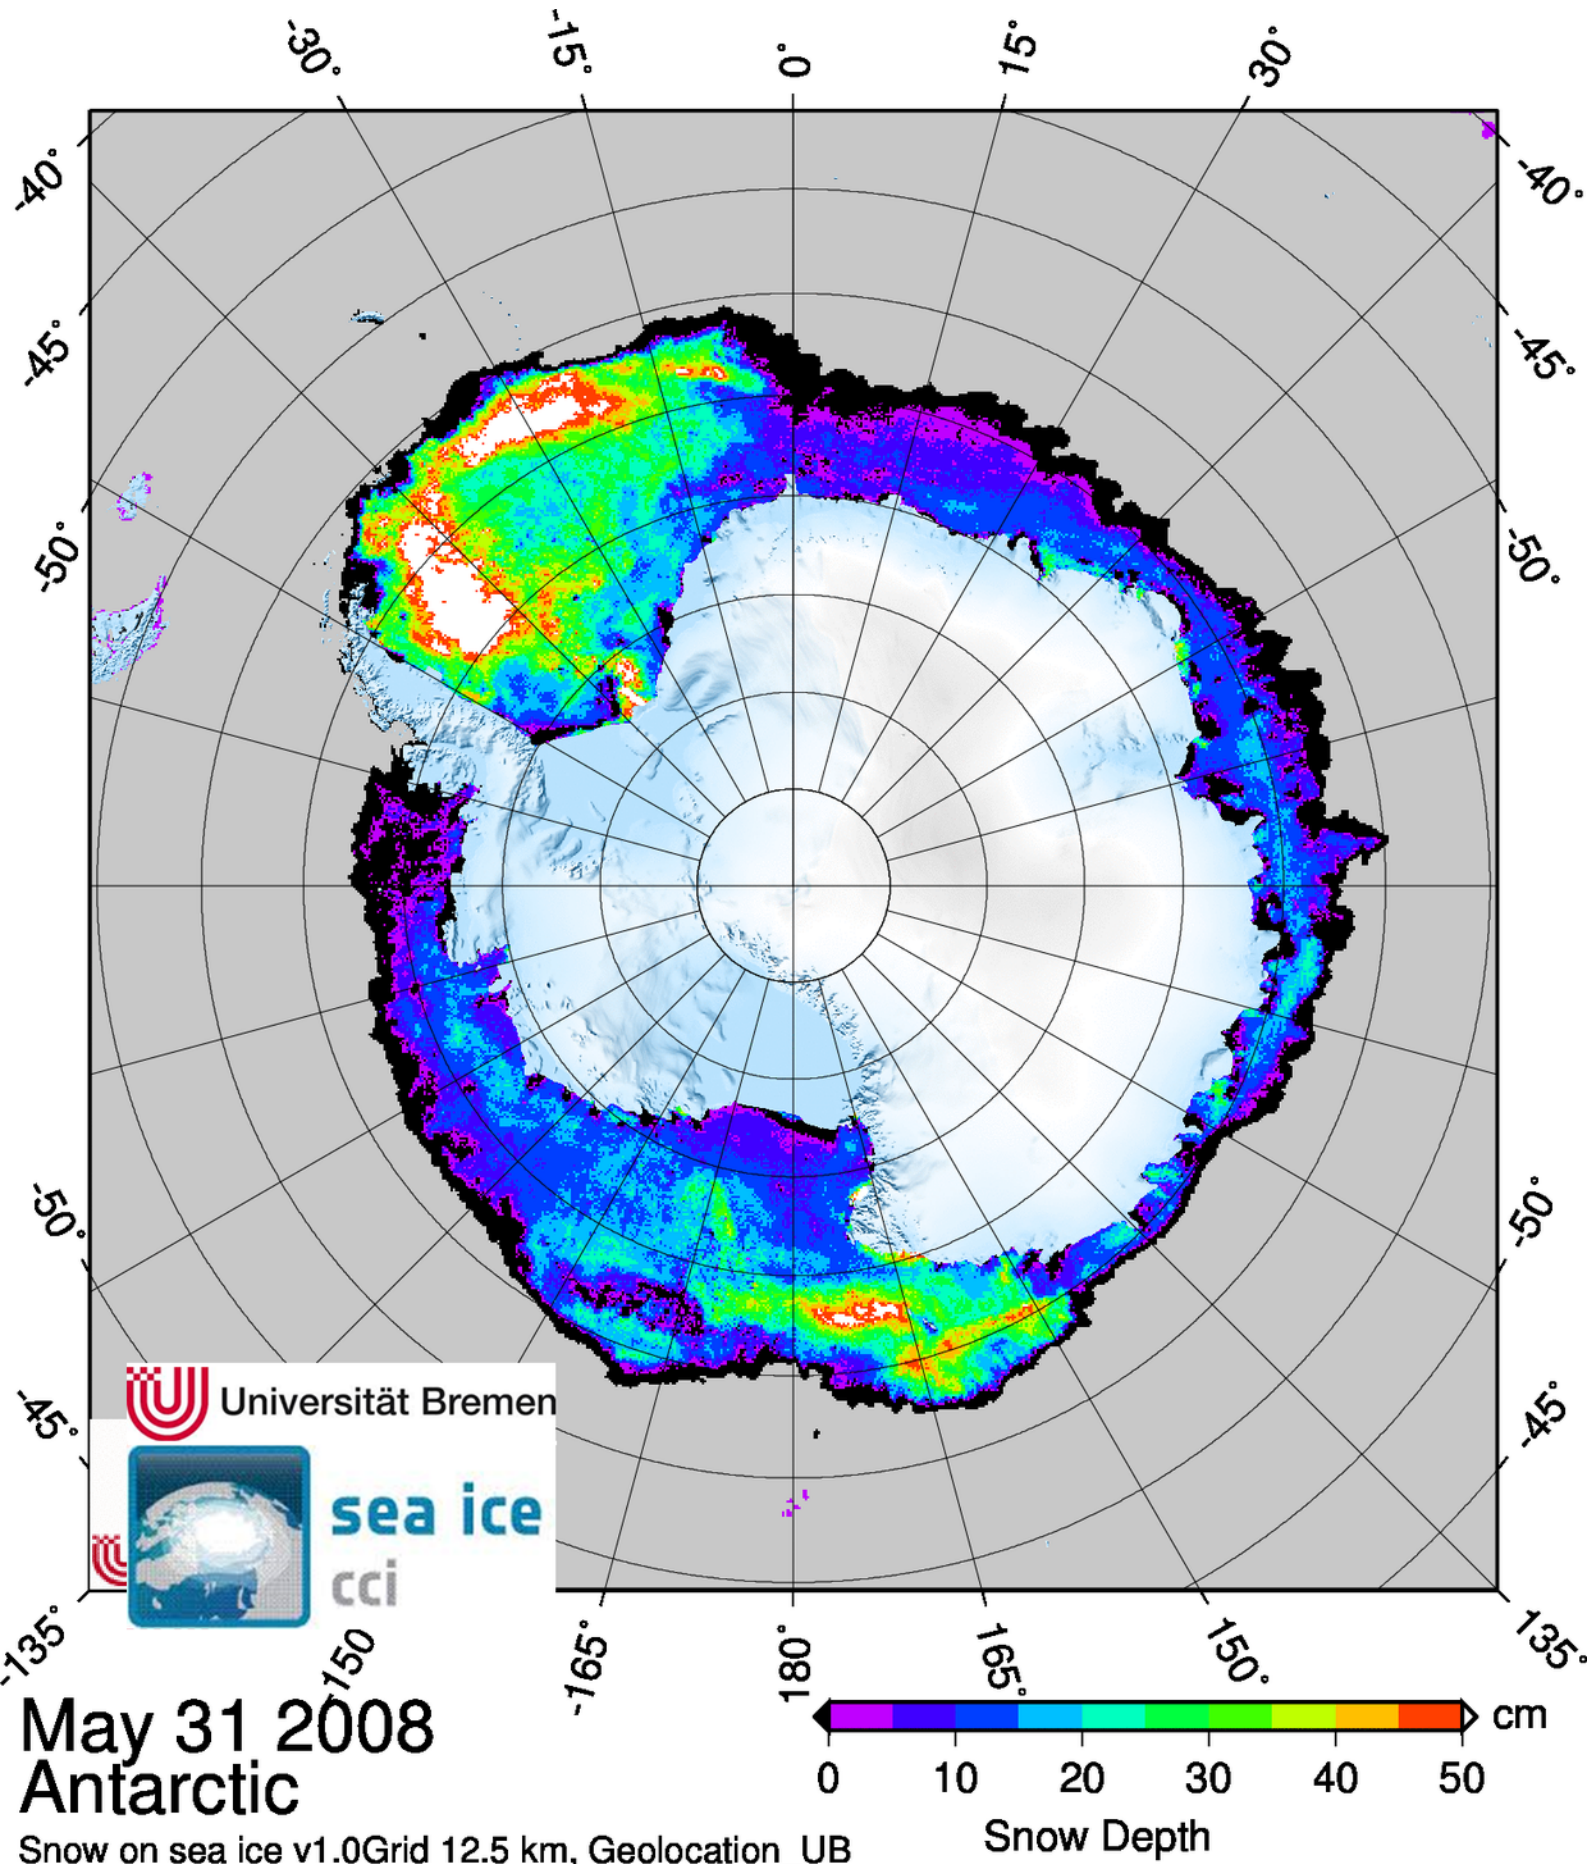 -30°
-15°
0°
15°
30°
-40°
-40°
-45°
-45°
-50°
-50°
-50°
-50°
-45°
-45°
Universität Bremen
sea ice
cci
-135°
-150
-165°
180°
165°
150°
135°
May 31 2008
Antarctic
Snow on sea ice v1.0Grid 12.5 km, Geolocation UB
cm
0 10 20 30 40 50
Snow Depth